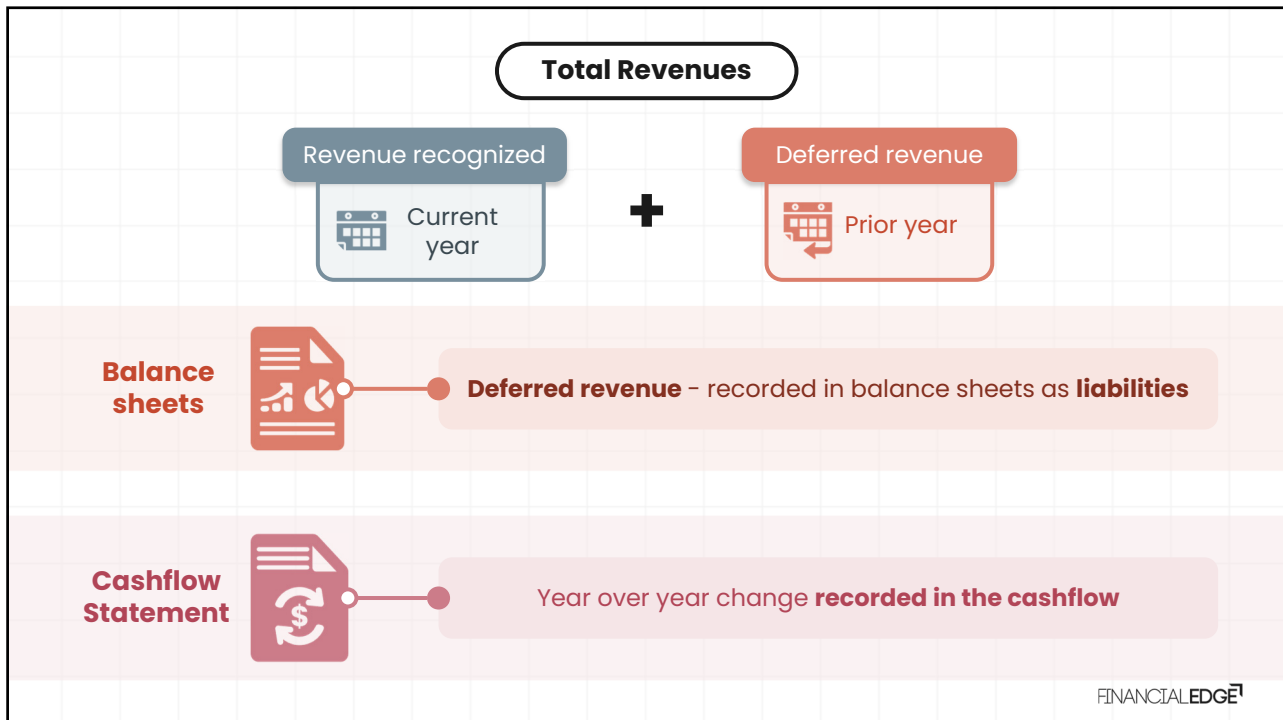 Total Revenues
Revenue recognized
Deferred revenue
Current
year
+
Prior year
Balance
sheets
Deferred revenue - recorded in balance sheets as liabilities
Cashflow
Statement
$
Year over year change recorded in the cashflow
FINANCIALEDGE